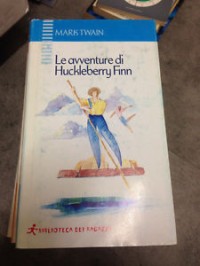 MARK TWAIN
Le avventure di
Huckleberry Finn
BIBLIOTECA DEI RAGAZZI